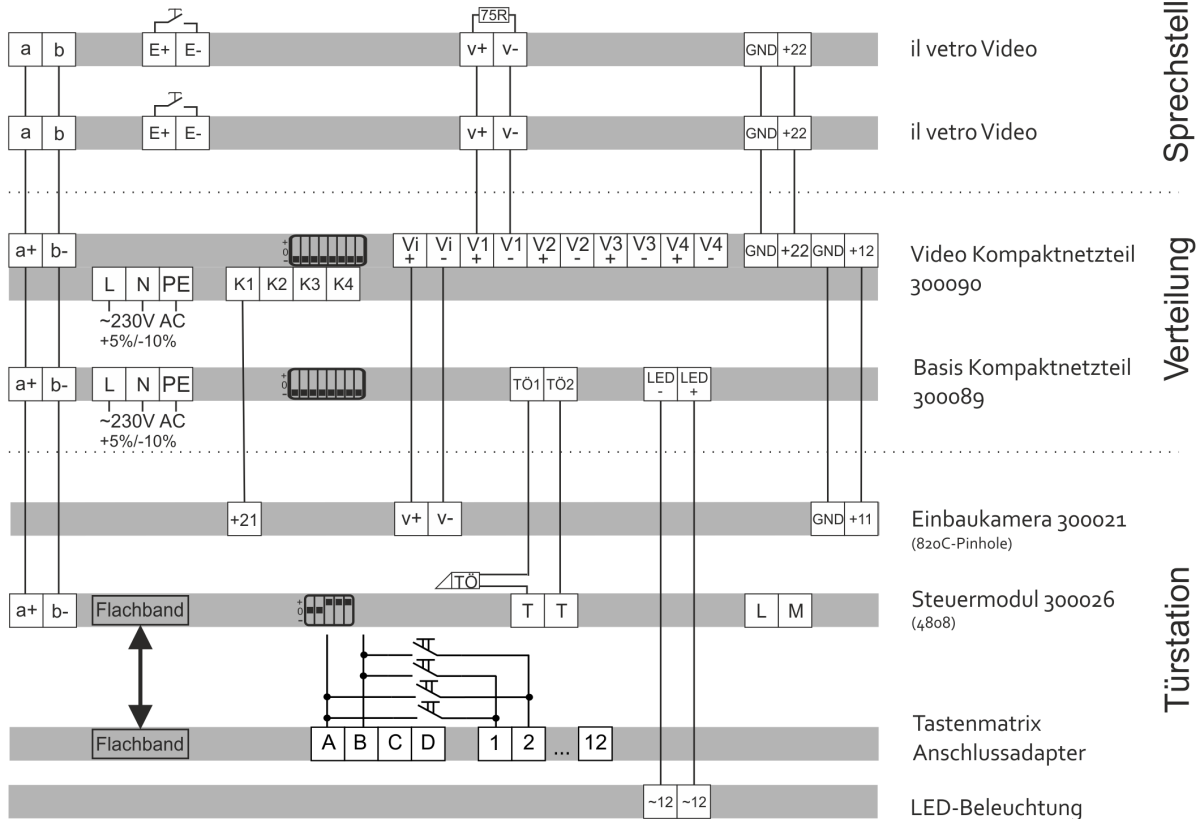 75R
a b E+ E- v+ v- GND +22 il vetro Video
a b E+ E- v+ v- GND +22 il vetro Video
Sprechstell
a+ b- + 0 - Vi + Vi - V1 + V1 - V2 + V2 - V3 + V3 - V4 + V4 - GND +22 GND +12 Video Kompaktnetzteil
L N PE K1 K2 K3 K4 300090
~230V AC
+5%/-10%
Verteilung
a+ b- L N PE + 0 - TÖ1 TÖ2 LED - LED + Basis Kompaktnetzteil
300089
~230V AC
+5%/-10%
+21 v+ v- GND +11 Einbaukamera 300021
(820C-Pinhole)
TÖ
a+ b- Flachband + 0 - T T L M Steuermodul 300026
(4808)
Türstation
Flachband A B C D 1 2 ... 12 Tastenmatrix
Anschlussadapter
~12 ~12 LED-Beleuchtung